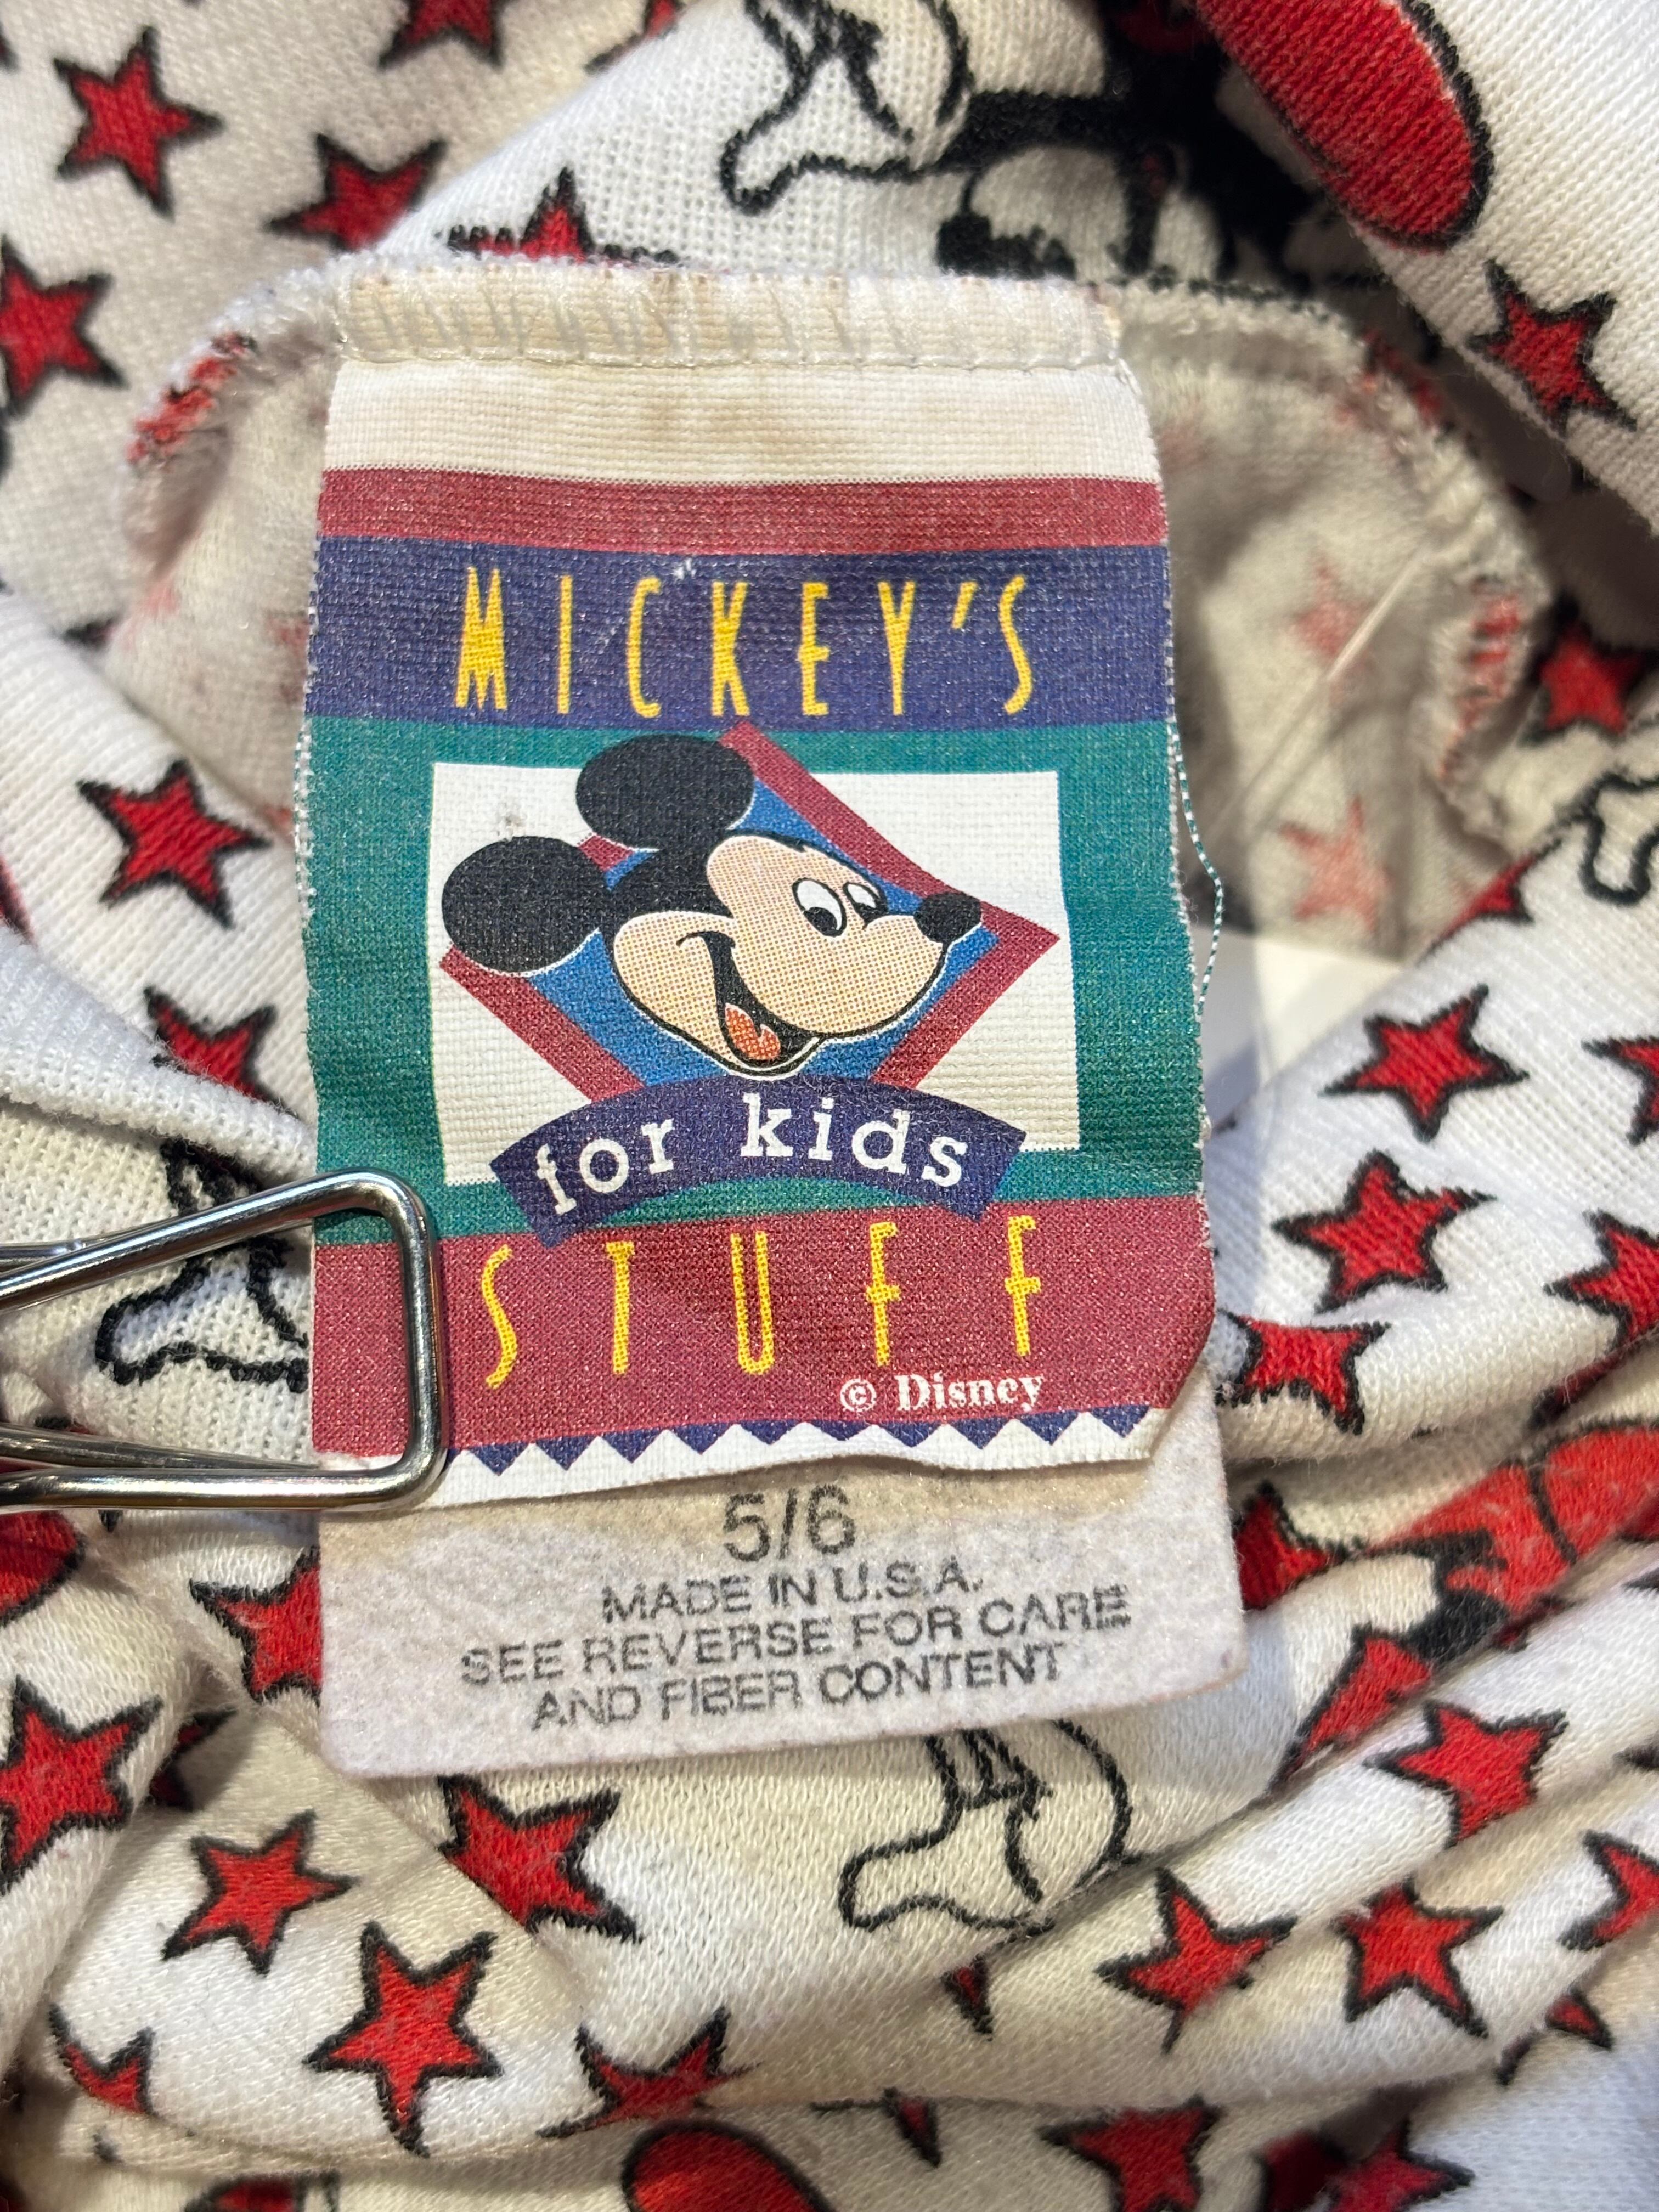 MICKEY'S
for kids
STUFF
© Disney
5/6
MADE IN U.S.A.
SEE REVERSE FOR CARE
AND FIBER CONTENT